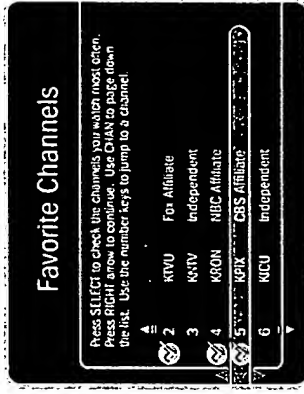 Favorite Channels
Press SELECT to check the channels you watch most often.
Press RIGHT arrow to continue. Use CHAN to page down
the list. Use the number keys to jump to a channel.
2 KTVU Fox Affiliate
3 KNTV Independent
4 KRON NBC Affiliate
5 KPIX CBS Affiliate
6 KICU Independent